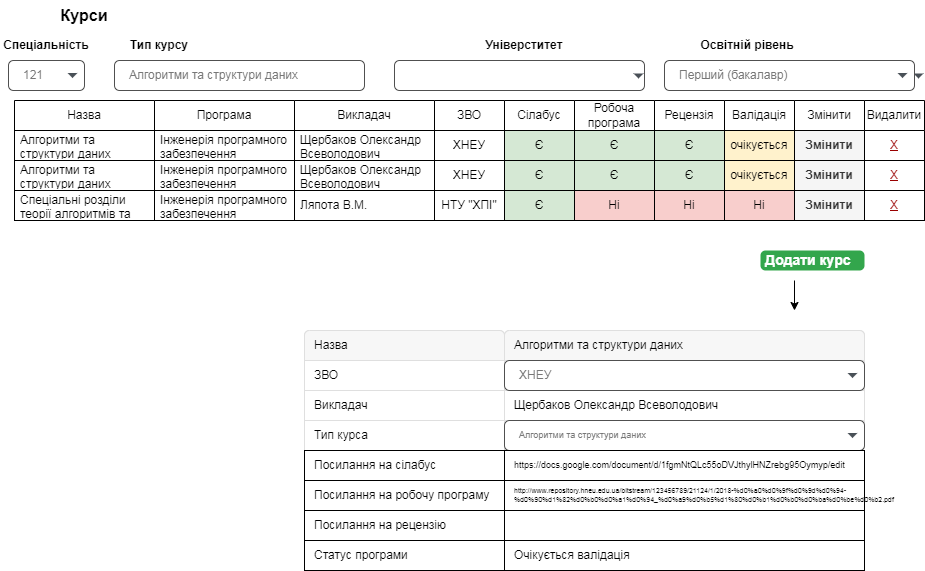 Курси
Спеціальність Тип курсу Університет Освітній рівень
121 Алгоритми та структури даних Перший (бакалавр)
Назва Програма Викладач ЗВО Сілабус Робоча програма Рецензія Валідація Змінити Видалити
Алгоритми та структури даних Інженерія програмного забезпечення Щербаков Олександр Всеволодович ХНЕУ Є Є Є очікується Змінити X
Алгоритми та структури даних Інженерія програмного забезпечення Щербаков Олександр Всеволодович ХНЕУ Є Є Є очікується Змінити X
Спеціальні розділи теорії алгоритмів та Інженерія програмного забезпечення Ляпота В.М. НТУ "ХПІ" Є Ні Ні Ні Змінити X
Додати курс
Назва Алгоритми та структури даних
ЗВО ХНЕУ
Викладач Щербаков Олександр Всеволодович
Тип курса Алгоритми та структури даних
Посилання на сілабус https://docs.google.com/document/d/1fgmNtQLc55oDVJthylHNZrebg95Oymyp/edit
Посилання на робочу програму http://www.repository.hneu.edu.ua/bitstream/123456789/21124/1/2018-%d0%a0%d0%9f%d0%9d%d0%94-
%d0%90%d1%82%d0%b0%d0%a1%d0%94_%d0%a9%d0%b5%d1%80%d0%b1%d0%b0%d0%ba%d0%be%d0%b2.pdf
Посилання на рецензію
Статус програми Очікується валідація